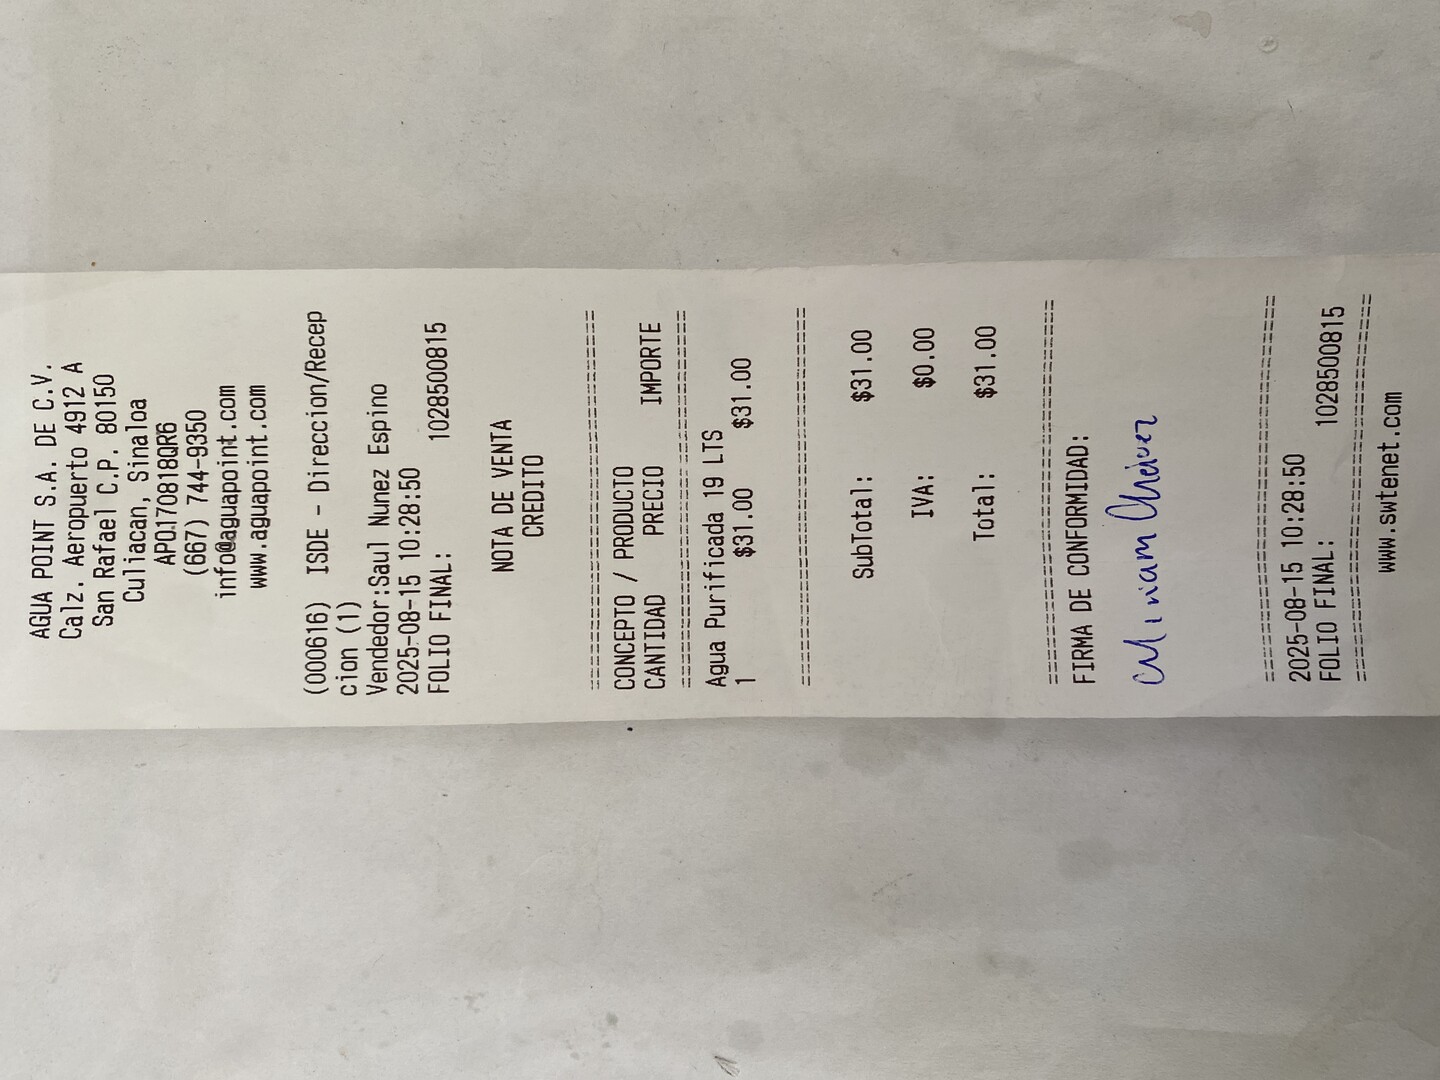 AGUA POINT S.A. DE C.V.
Calz. Aeropuerto 4912 A
San Rafael C.P. 80150
Culiacan, Sinaloa
APO170818QR6
(667) 744-9350
info@aguapoint.com
www.aguapoint.com
(000616) ISDE - Direccion/Recep
cion (1)
Vendedor:Saul Nunez Espino
2025-08-15 10:28:50
FOLIO FINAL: 1028500815
NOTA DE VENTA
CREDITO
===============================
CONCEPTO / PRODUCTO
CANTIDAD PRECIO IMPORTE
===============================
Agua Purificada 19 LTS
1 $31.00 $31.00
===============================
SubTotal: $31.00
IVA: $0.00
Total: $31.00
===============================
FIRMA DE CONFORMIDAD:
Miriam
===============================
2025-08-15 10:28:50
FOLIO FINAL: 1028500815
===============================
www.swtenet.com